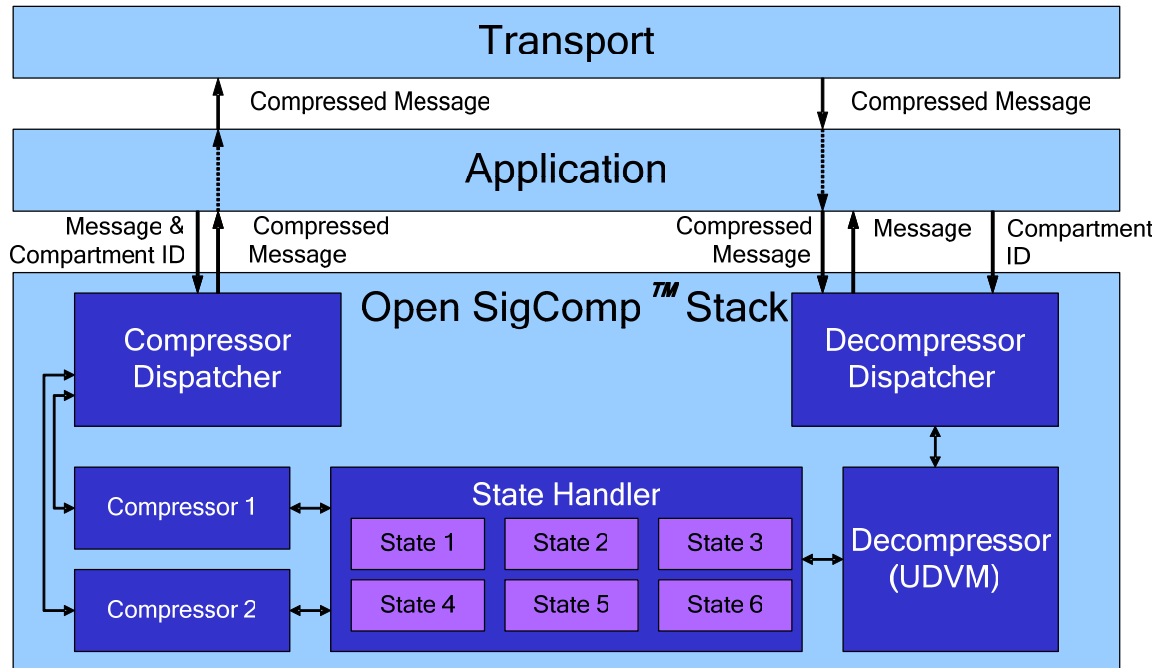 Transport
Compressed Message
Compressed Message
Application
Message &
Compartment ID
Compressed
Message
Compressed
Message
Message
Compartment
ID
Open SigComp™ Stack
Compressor
Dispatcher
Decompressor
Dispatcher
Compressor 1
Compressor 2
State Handler
State 1
State 2
State 3
State 4
State 5
State 6
Decompressor
(UDVM)